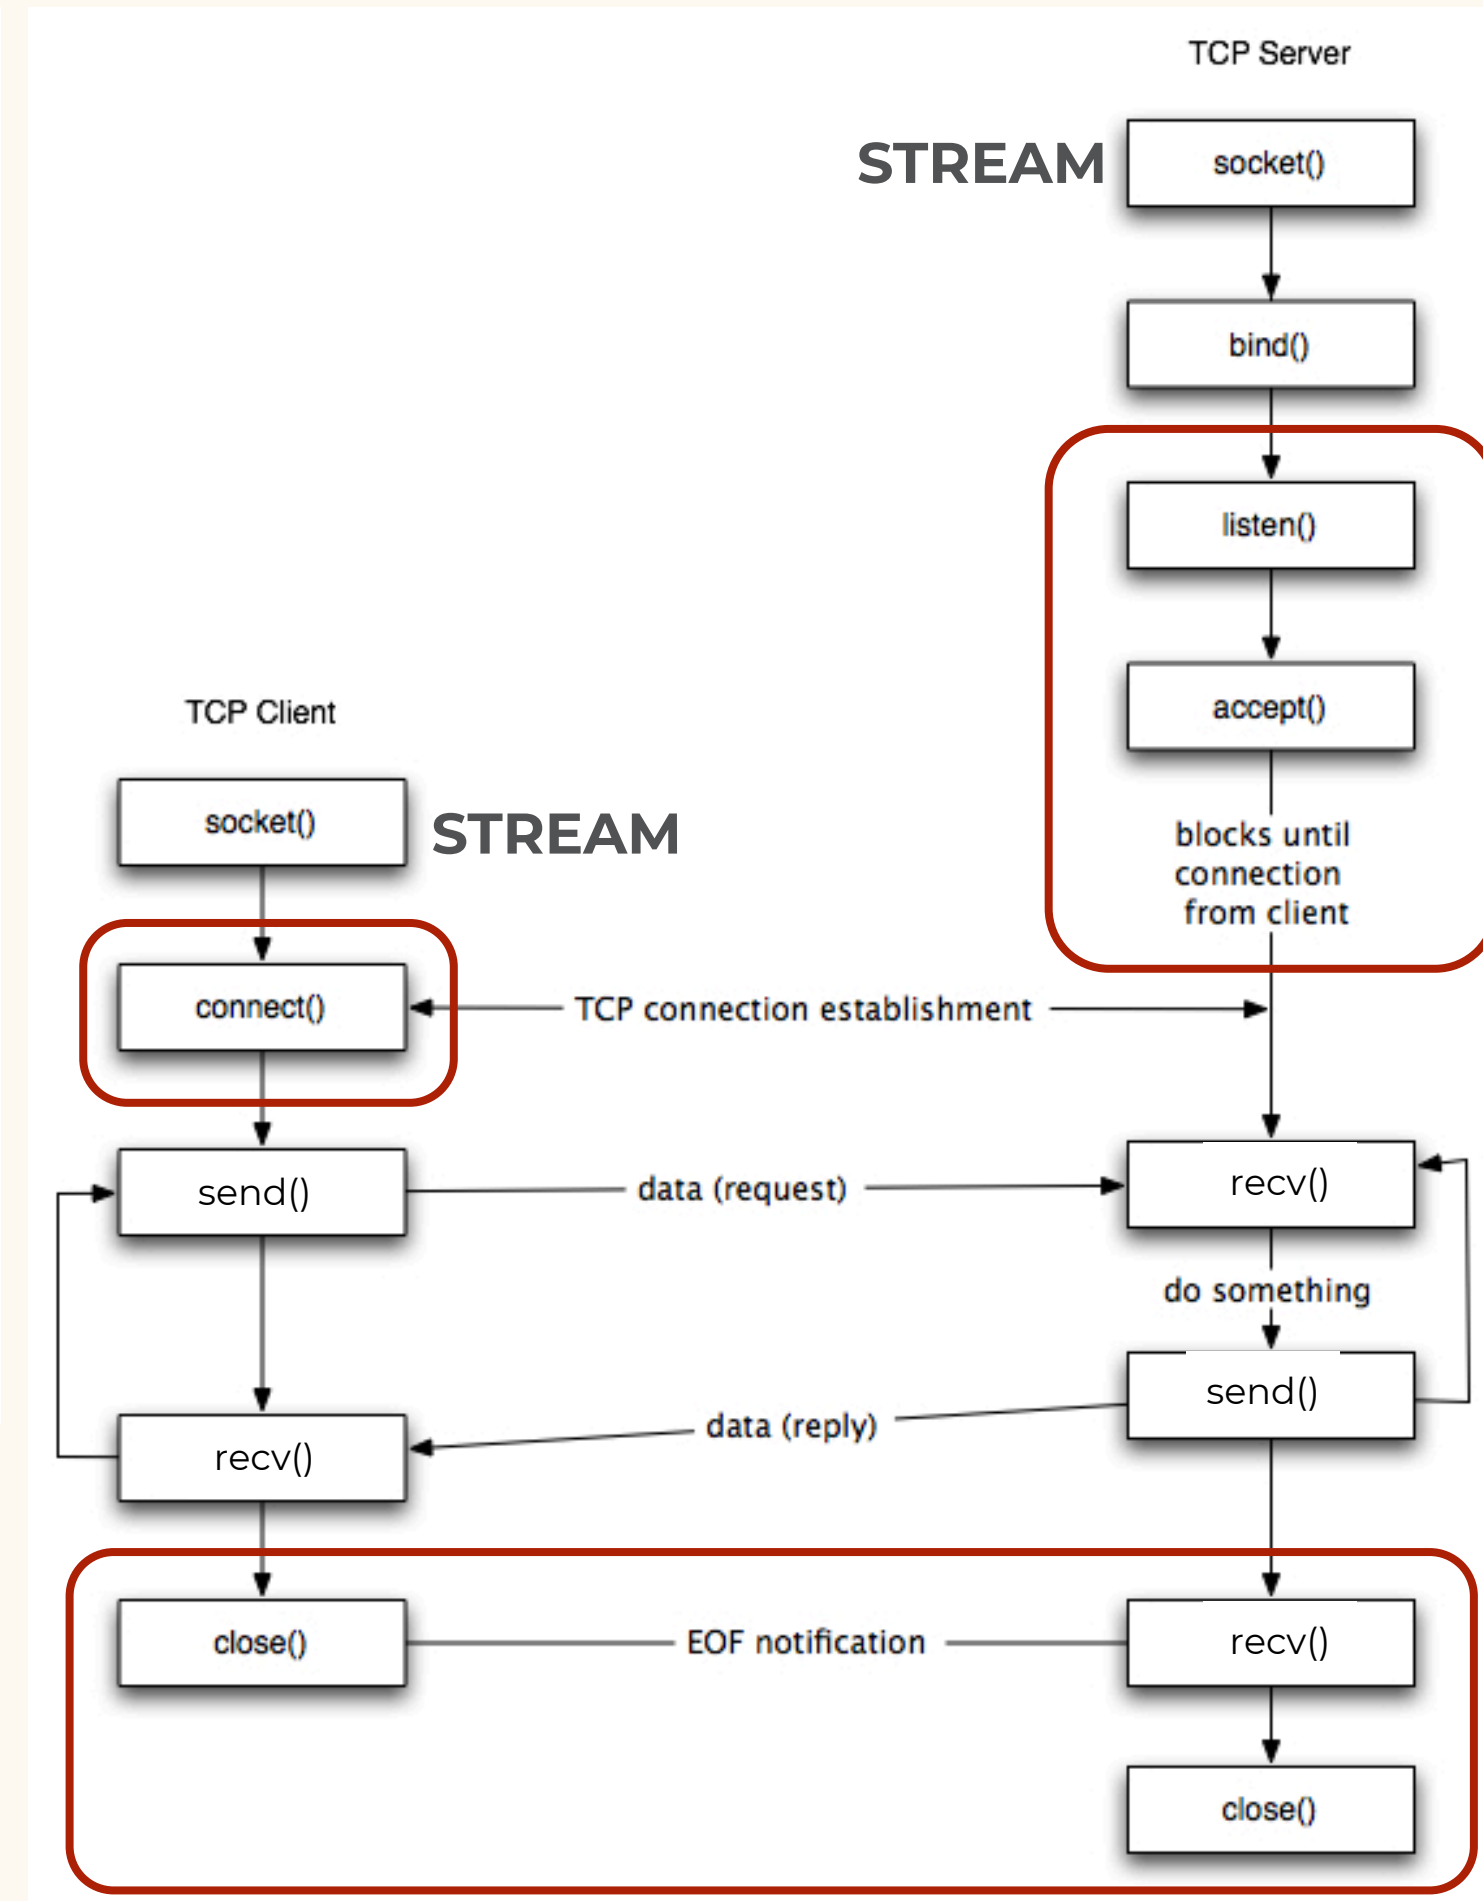 TCP Server
STREAM
socket()
bind()
listen()
accept()
blocks until
connection
from client
TCP Client
socket()
STREAM
connect()
TCP connection establishment
send()
data (request)
recv()
do something
send()
data (reply)
recv()
close()
EOF notification
recv()
close()